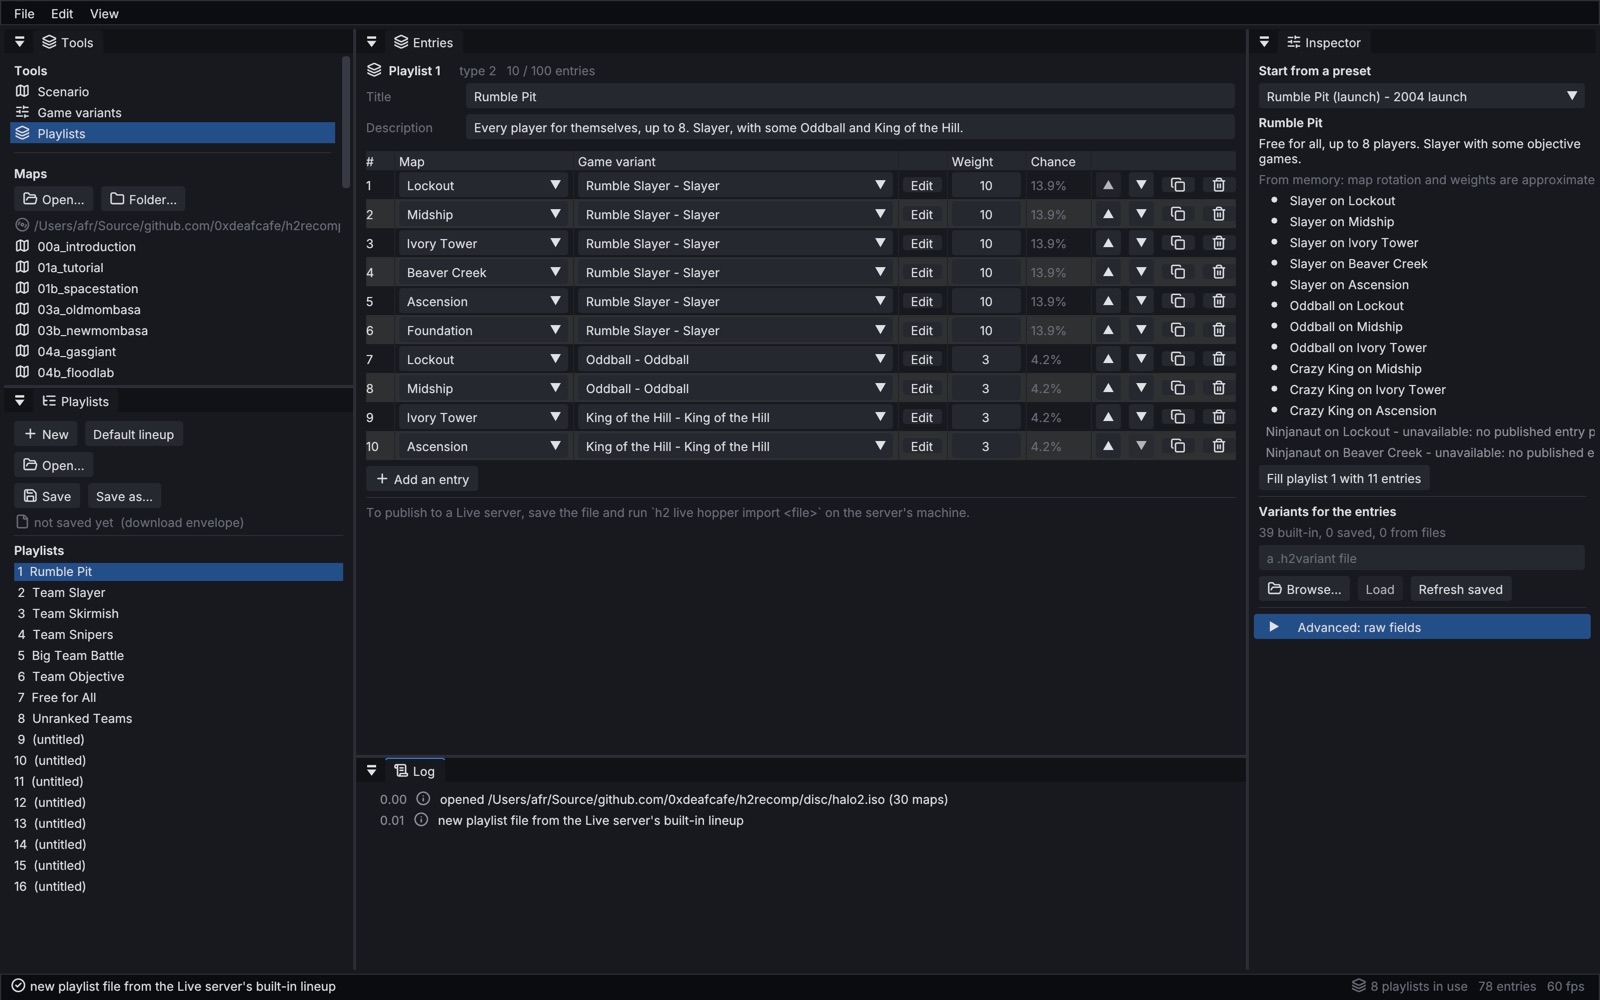 File Edit View
Tools
Tools
Scenario
Game variants
Playlists
Maps
Open... Folder...
/Users/afr/Source/github.com/0xdeafcafe/h2recomp
00a_introduction
01a_tutorial
01b_spacestation
03a_oldmombasa
03b_newmombasa
04a_gasgiant
04b_floodlab
Playlists
New Default lineup
Open...
Save Save as...
not saved yet (download envelope)
Playlists
1 Rumble Pit
2 Team Slayer
3 Team Skirmish
4 Team Snipers
5 Big Team Battle
6 Team Objective
7 Free for All
8 Unranked Teams
9 (untitled)
10 (untitled)
11 (untitled)
12 (untitled)
13 (untitled)
14 (untitled)
15 (untitled)
16 (untitled)
Entries
Playlist 1 type 2 10 / 100 entries
Title Rumble Pit
Description Every player for themselves, up to 8. Slayer, with some Oddball and King of the Hill.
# Map Game variant Weight Chance
1 Lockout Rumble Slayer - Slayer Edit 10 13.9%
2 Midship Rumble Slayer - Slayer Edit 10 13.9%
3 Ivory Tower Rumble Slayer - Slayer Edit 10 13.9%
4 Beaver Creek Rumble Slayer - Slayer Edit 10 13.9%
5 Ascension Rumble Slayer - Slayer Edit 10 13.9%
6 Foundation Rumble Slayer - Slayer Edit 10 13.9%
7 Lockout Oddball - Oddball Edit 3 4.2%
8 Midship Oddball - Oddball Edit 3 4.2%
9 Ivory Tower King of the Hill - King of the Hill Edit 3 4.2%
10 Ascension King of the Hill - King of the Hill Edit 3 4.2%
+ Add an entry
To publish to a Live server, save the file and run `h2 live hopper import <file>` on the server's machine.
Log
0.00 opened /Users/afr/Source/github.com/0xdeafcafe/h2recomp/disc/halo2.iso (30 maps)
0.01 new playlist file from the Live server's built-in lineup
Inspector
Start from a preset
Rumble Pit (launch) - 2004 launch
Rumble Pit
Free for all, up to 8 players. Slayer with some objective
games.
From memory: map rotation and weights are approximate
• Slayer on Lockout
• Slayer on Midship
• Slayer on Ivory Tower
• Slayer on Beaver Creek
• Slayer on Ascension
• Oddball on Lockout
• Oddball on Midship
• Oddball on Ivory Tower
• Crazy King on Midship
• Crazy King on Ivory Tower
• Crazy King on Ascension
Ninjanaut on Lockout - unavailable: no published entry p
Ninjanaut on Beaver Creek - unavailable: no published e
Fill playlist 1 with 11 entries
Variants for the entries
39 built-in, 0 saved, 0 from files
a .h2variant file
Browse... Load Refresh saved
Advanced: raw fields
new playlist file from the Live server's built-in lineup
8 playlists in use 78 entries 60 fps